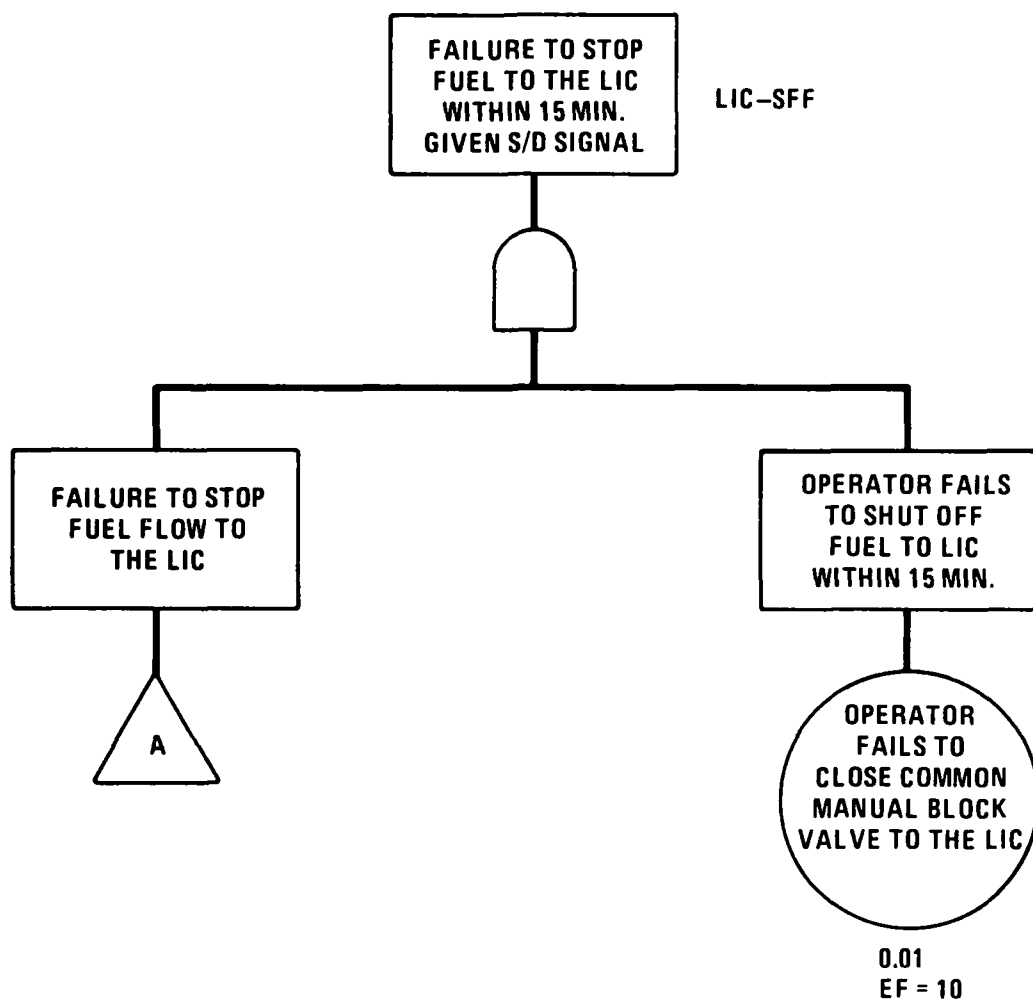 FAILURE TO STOP
FUEL TO THE LIC
WITHIN 15 MIN.
GIVEN S/D SIGNAL
LIC-SFF
FAILURE TO STOP
FUEL FLOW TO
THE LIC
OPERATOR FAILS
TO SHUT OFF
FUEL TO LIC
WITHIN 15 MIN.
A
OPERATOR
FAILS TO
CLOSE COMMON
MANUAL BLOCK
VALVE TO THE LIC
0.01
EF = 10